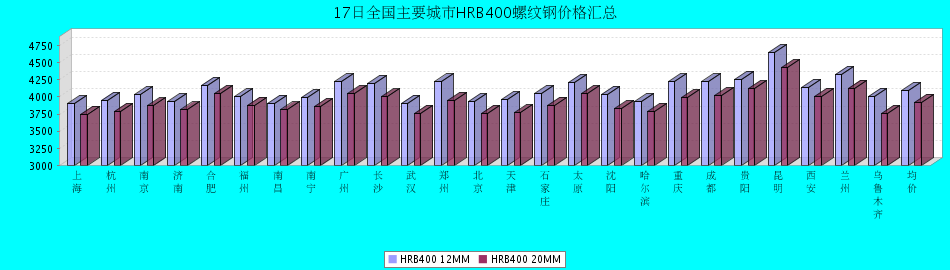 17日全国主要城市HRB400螺纹钢价格汇总
4750
4500
4250
4000
3750
3500
3250
3000
上海
杭州
南京
济南
合肥
福州
南昌
南宁
广州
长沙
武汉
郑州
北京
天津
石家庄
太原
沈阳
哈尔滨
重庆
成都
贵阳
昆明
西安
兰州
乌鲁木齐
均价
HRB400 12MM
HRB400 20MM